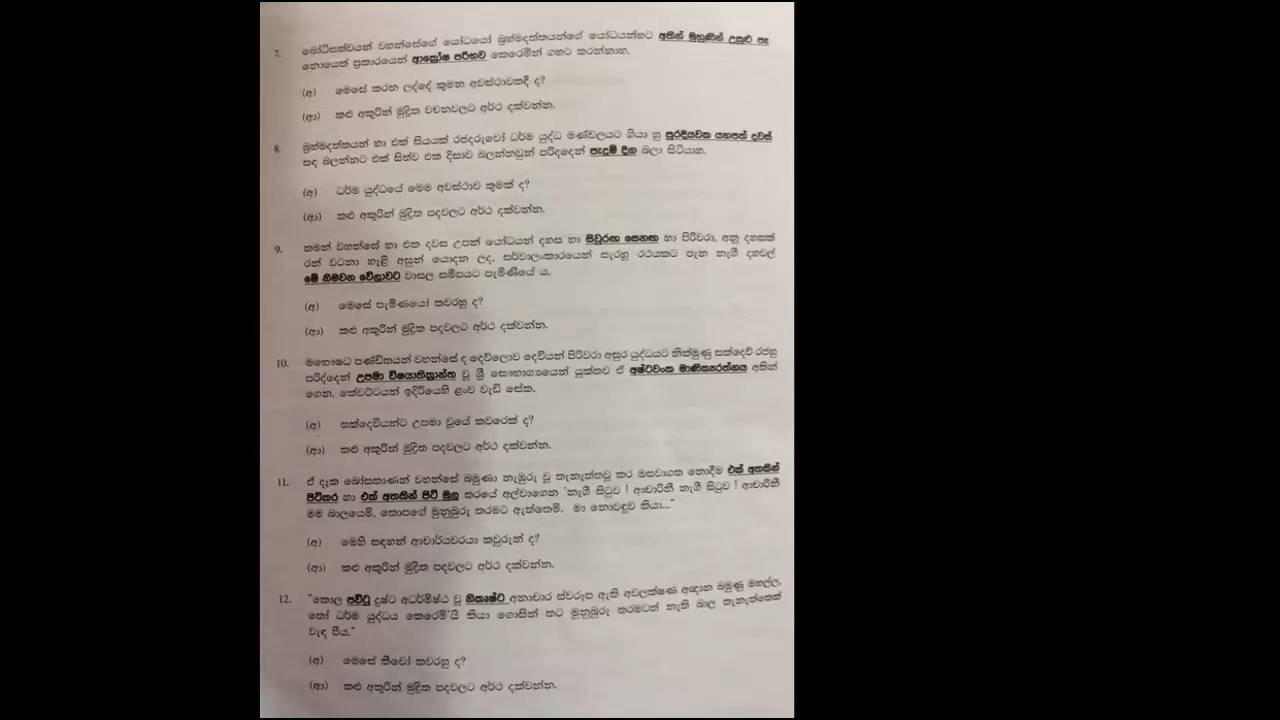 7. බෝධිසත්වයන් වහන්සේගේ යෝධයෝ බ්‍රහ්මදත්තයන්ගේ යෝධයන්හට අතින් මුහුණින් උසුළු පෑ
නොයෙක් ප්‍රකාරයෙන් ආක්‍රෝෂ පරිභව කෙරෙමින් ගහට කරන්නාහ.
(අ) මෙසේ කරන ලද්දේ කුමන අවස්ථාවකදී ද?
(ආ) කළු අකුරින් මුද්‍රිත වචනවලට අර්ථ දක්වන්න.
8. බ්‍රහ්මදත්තයන් හා එක් සියයක් රජදරුවෝ ධර්ම යුද්ධ මණ්ඩලයට ගියා හු පුරදියවක යහපත් දවස්
සඳ බලන්නට එක් සිත්ව එක දිසාව බලන්නවුන් පරිද්දෙන් පැදුම් දිග බලා සිටියාහ.
(අ) ධර්ම යුද්ධයේ මෙම අවස්ථාව කුමක් ද?
(ආ) කළු අකුරින් මුද්‍රිත පදවලට අර්ථ දක්වන්න.
9. තමන් වහන්සේ හා එක දවස උපන් යෝධයන් දහස හා සිවුරඟ සෙනඟ හා පිරිවරා, අනු දහසක්
රන් වටනා හැළි අසුන් යොදන ලද, සර්වාලංකාරයෙන් සැරහූ රථයකට පැන නැගී දහවල්
මේ නිමවන වේලාවට වාසල සමීපයට පැමිණියේ ය.
(අ) මෙසේ පැමිණියෝ කවරහු ද?
(ආ) කළු අකුරින් මුද්‍රිත පදවලට අර්ථ දක්වන්න.
10. මහෞෂධ පණ්ඩිතයන් වහන්සේ ද දෙව්ලොව දෙවියන් පිරිවරා අසුර යුද්ධයට නික්මුණු සක්දෙව් රජහු
පරිද්දෙන් උපමා විෂයාතික්‍රාන්ත වූ ශ්‍රී සෞභාග්‍යයෙන් යුක්තව ඒ අෂ්ටවංක මාණික්‍යරත්නය අතින්
ගෙන, කේවට්ටයන් ඉදිරියෙහි ළංව වැඩි සේක.
(අ) සක්දෙවියන්ට උපමා වූයේ කවරෙක් ද?
(ආ) කළු අකුරින් මුද්‍රිත පදවලට අර්ථ දක්වන්න.
11. ඒ දැක බෝසතාණන් වහන්සේ බමුණා නැඹුරු වූ තැනැත්තවූ කර ඔසවාගත නොදීම එක් අතකින්
පිටිකර හා එක් අතකින් පිටි මුල තරයේ අල්වාගෙන 'නැගී සිටුව ! ආචාරිනි නැගී සිටුව ! ආචාරිනි
මම බාලයෙමි, තොපගේ මුනුබුරු තරමට ඇත්තෙමි. මා නොවඳුව කියා..."
(අ) මෙහි සඳහන් ආචාර්යවරයා කවුරුන් ද?
(ආ) කළු අකුරින් මුද්‍රිත පදවලට අර්ථ දක්වන්න.
12. "කොල පවිටු දුෂ්ට අධර්මිෂ්ඨ වූ නිකෘෂ්ට අනාචාර ස්වරූප ඇති අවලක්ෂණ අඥාන බමුණු මහල්ල,
තෝ ධර්ම යුද්ධය කෙරෙමි'යි කියා ගොසින් තට මුනුබුරු තරමටත් නැති බාල තැනැත්තෙක්
වැඳ පීය."
(අ) මෙසේ කීවෝ කවරහු ද?
(ආ) කළු අකුරින් මුද්‍රිත පදවලට අර්ථ දක්වන්න.